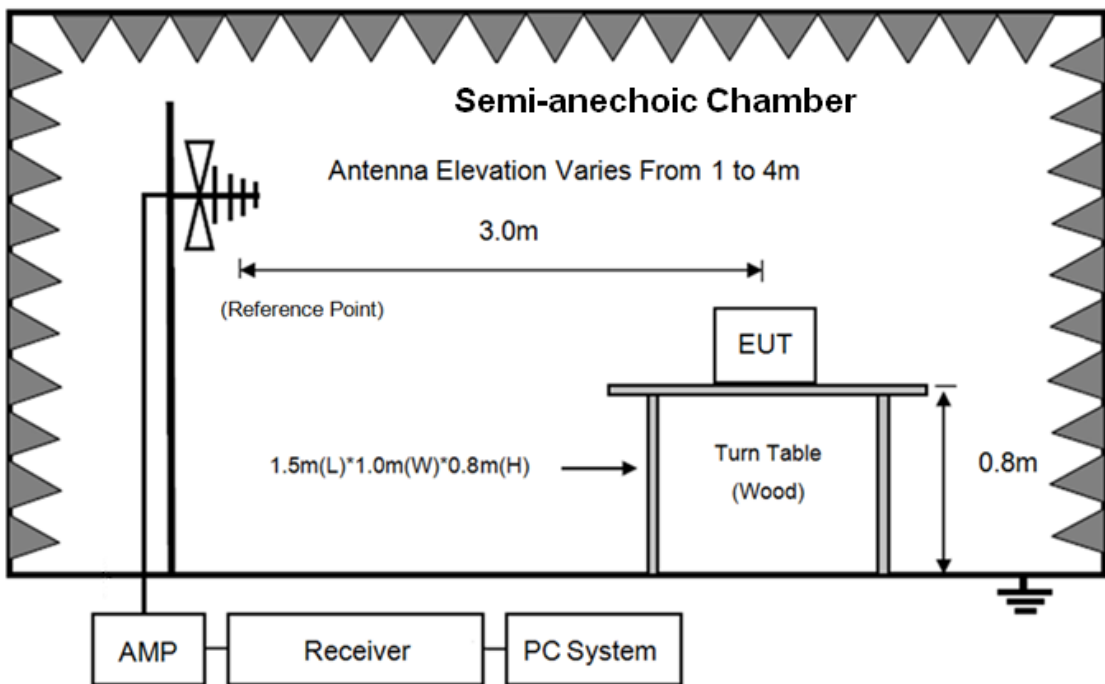 Semi-anechoic Chamber
Antenna Elevation Varies From 1 to 4m
3.0m
(Reference Point)
EUT
1.5m(L)*1.0m(W)*0.8m(H)
Turn Table
(Wood)
0.8m
AMP
Receiver
PC System